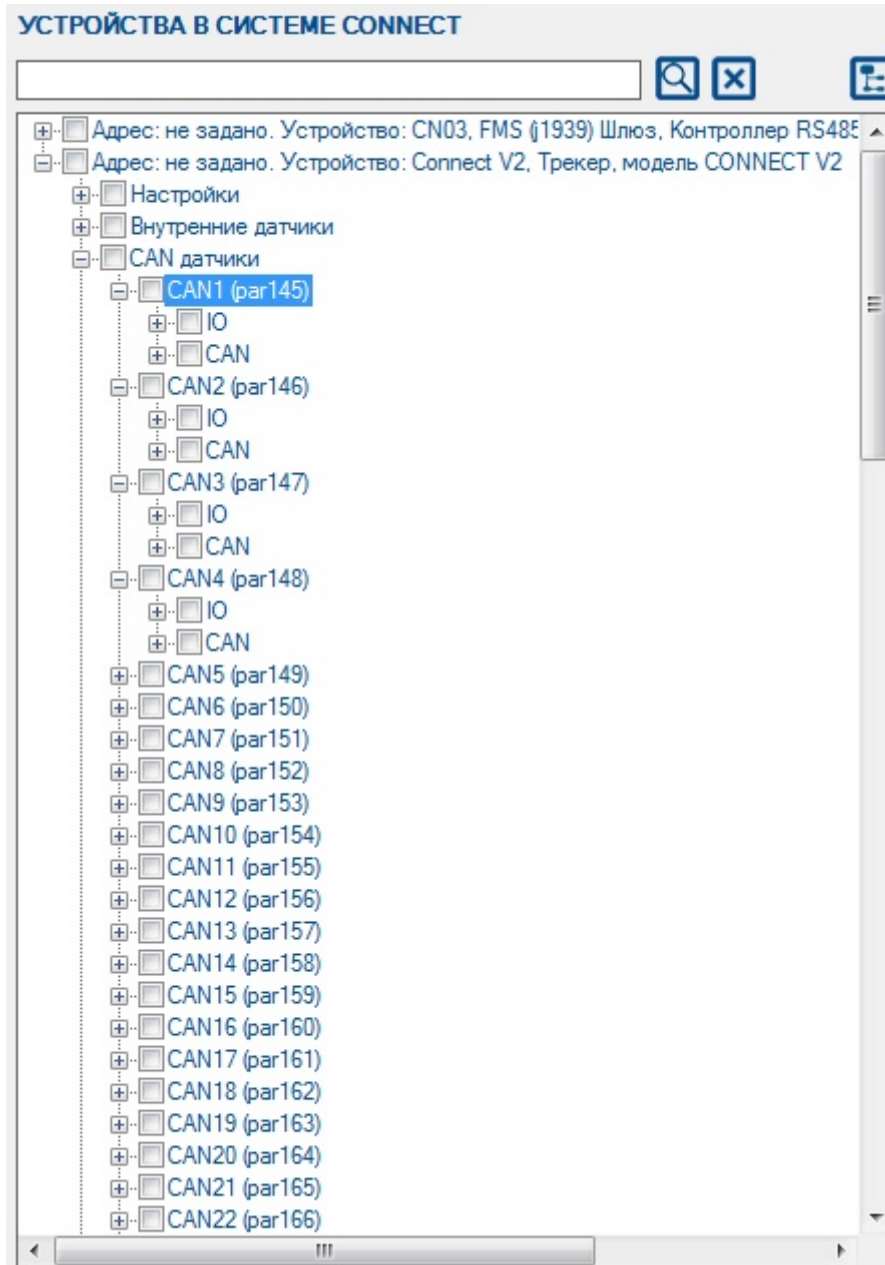 УСТРОЙСТВА В СИСТЕМЕ CONNECT
Адрес: не задано. Устройство: CN03, FMS (j1939) Шлюз, Контроллер RS485
Адрес: не задано. Устройство: Connect V2, Трекер, модель CONNECT V2
Настройки
Внутренние датчики
CAN датчики
CAN1 (par145)
IO
CAN
CAN2 (par146)
IO
CAN
CAN3 (par147)
IO
CAN
CAN4 (par148)
IO
CAN
CAN5 (par149)
CAN6 (par150)
CAN7 (par151)
CAN8 (par152)
CAN9 (par153)
CAN10 (par154)
CAN11 (par155)
CAN12 (par156)
CAN13 (par157)
CAN14 (par158)
CAN15 (par159)
CAN16 (par160)
CAN17 (par161)
CAN18 (par162)
CAN19 (par163)
CAN20 (par164)
CAN21 (par165)
CAN22 (par166)